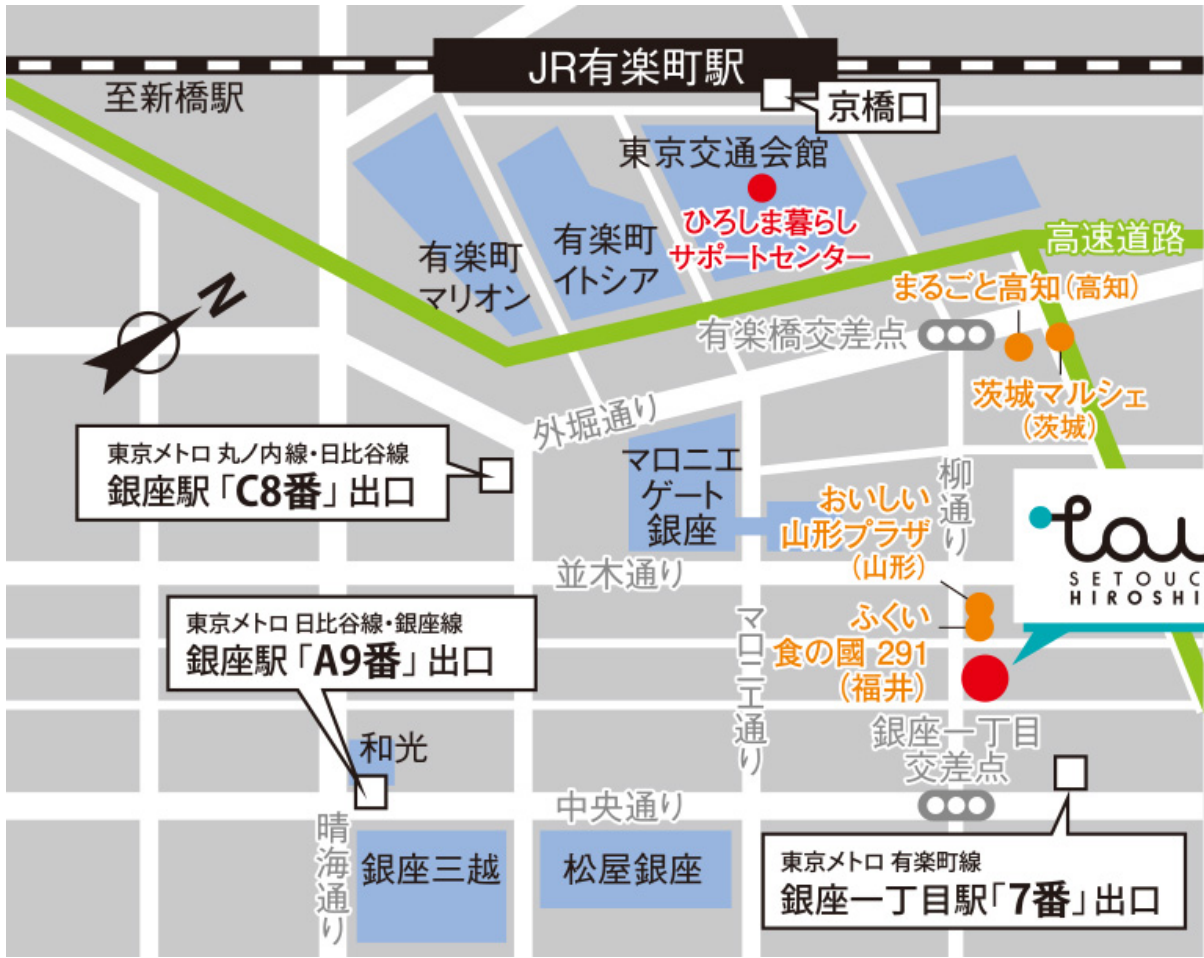 JR有楽町駅
至新橋駅
京橋口
東京交通会館
ひろしま暮らし
サポートセンター
有楽町
マリオン
有楽町
イトシア
高速道路
まるごと高知(高知)
N
有楽橋交差点
茨城マルシェ
(茨城)
外堀通り
東京メトロ 丸ノ内線・日比谷線
銀座駅「C8番」出口
マロニエ
ゲート
銀座
柳通り
おいしい
山形プラザ
(山形)
tau
SETOUC
HIROSHI
並木通り
東京メトロ 日比谷線・銀座線
銀座駅「A9番」出口
マロニエ通り
ふくい
食の國 291
(福井)
銀座一丁目
交差点
和光
中央通り
晴海通り
銀座三越
松屋銀座
東京メトロ 有楽町線
銀座一丁目駅「7番」出口